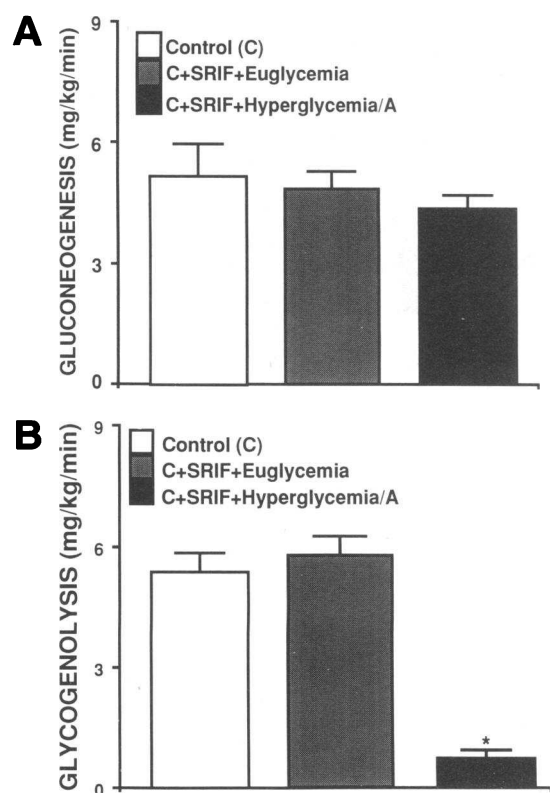 A
9
6
3
0
GLUCONEOGENESIS (mg/kg/min)
Control (C)
C+SRIF+Euglycemia
C+SRIF+Hyperglycemia/A
B
9
6
3
0
GLYCOGENOLYSIS (mg/kg/min)
Control (C)
C+SRIF+Euglycemia
C+SRIF+Hyperglycemia/A
*